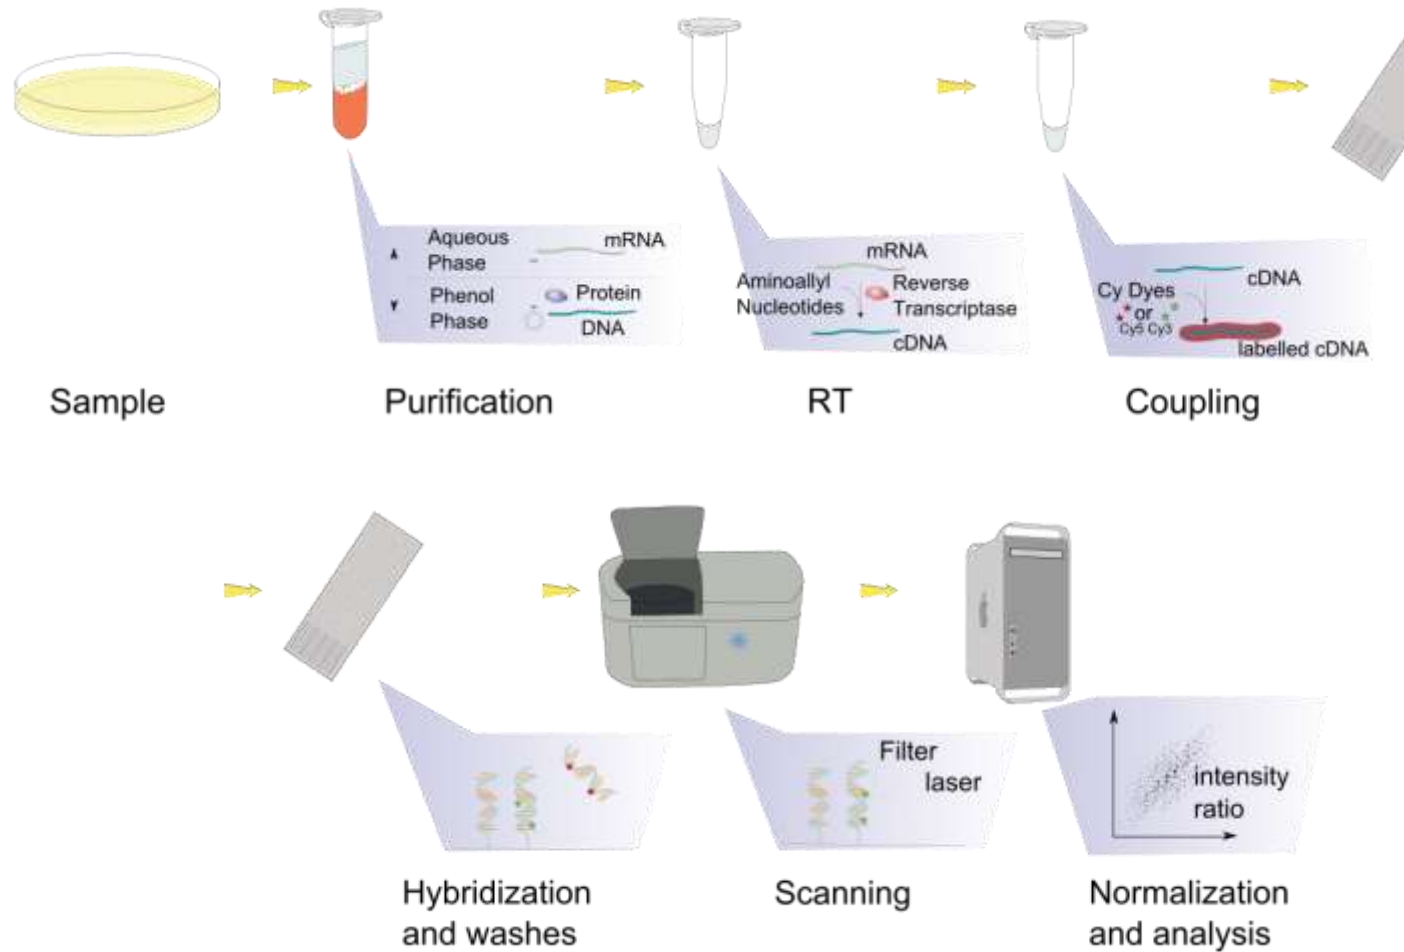 Aqueous
Phase
mRNA
Phenol
Phase
Protein
DNA
mRNA
Aminoallyl
Nucleotides
Reverse
Transcriptase
cDNA
cDNA
Cy Dyes
or
Cy5 Cy3
labelled cDNA
Sample
Purification
RT
Coupling
Filter
laser
intensity
ratio
Hybridization
and washes
Scanning
Normalization
and analysis